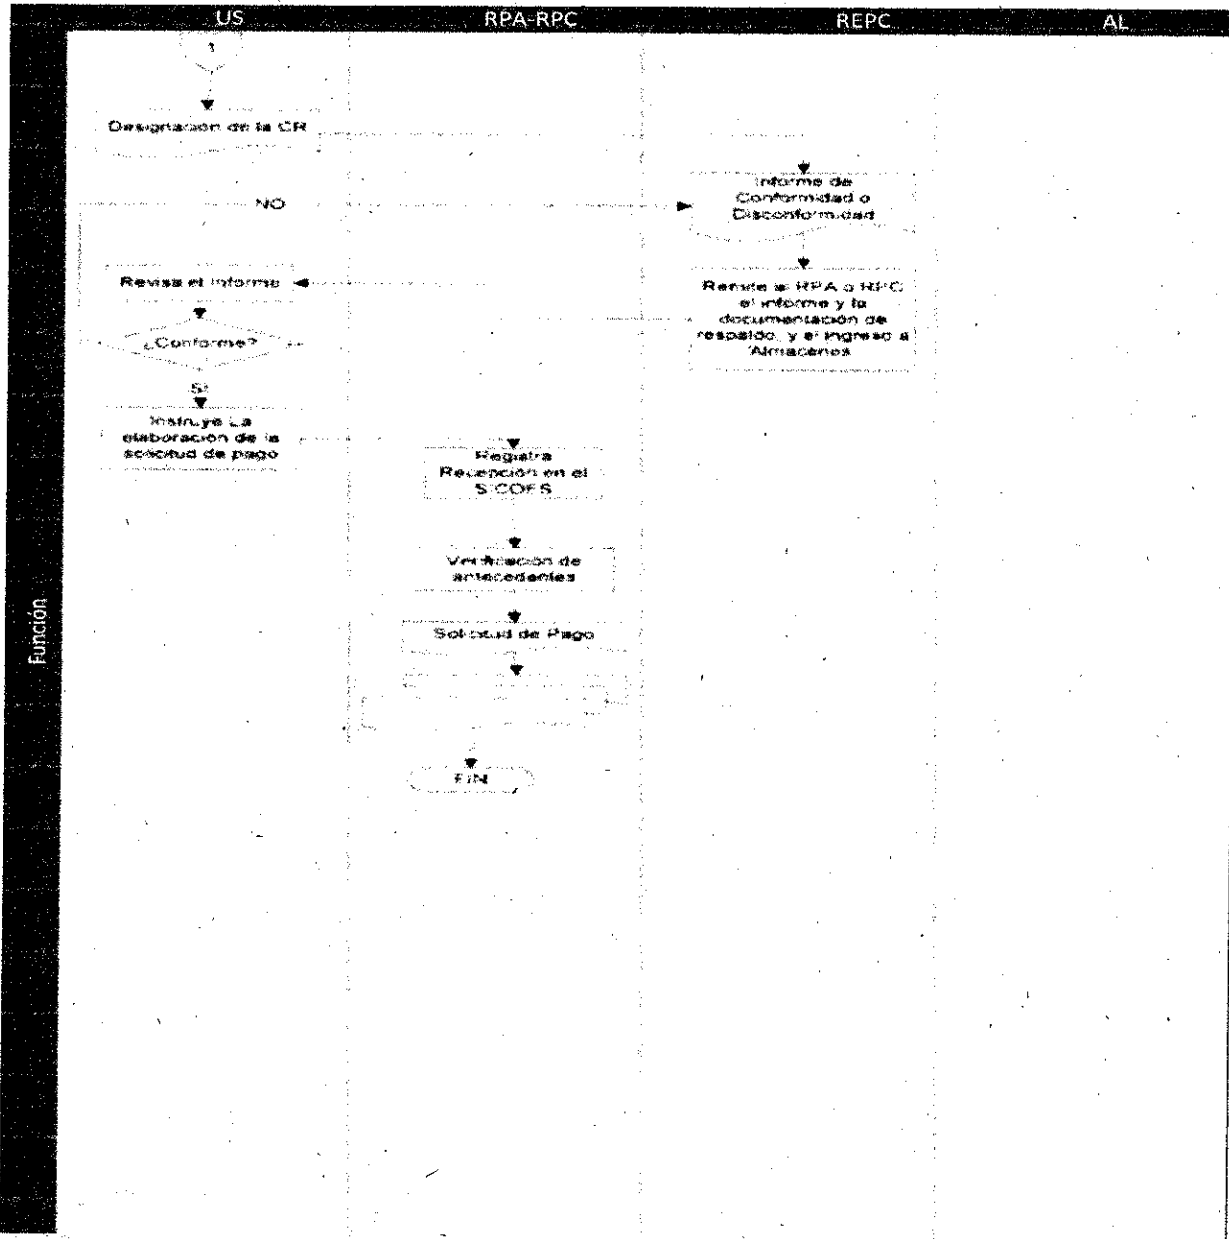 US
RPA-RPC
REPC
AL
Función
1
Designación de la CR
Informe de
Conformidad o
Disconformidad
NO
Revisa el Informe
Remite al RPA o RPC
el informe y la
documentación de
respaldo, y el ingreso a
Almacenes
¿Conforme?
SI
Instruye La
elaboración de la
solicitud de pago
Registra
Recepción en el
SICOES
Verificación de
antecedentes
Solicitud de Pago
FIN